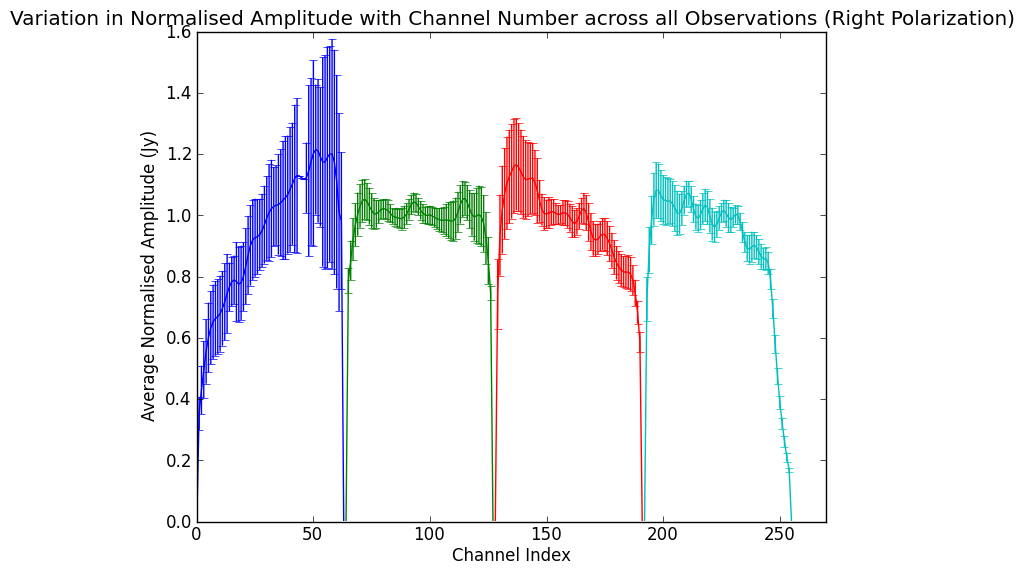 Variation in Normalised Amplitude with Channel Number across all Observations (Right Polarization)
1.6
1.4
1.2
1.0
0.8
0.6
0.4
0.2
0.0
Average Normalised Amplitude (Jy)
0 50 100 150 200 250
Channel Index